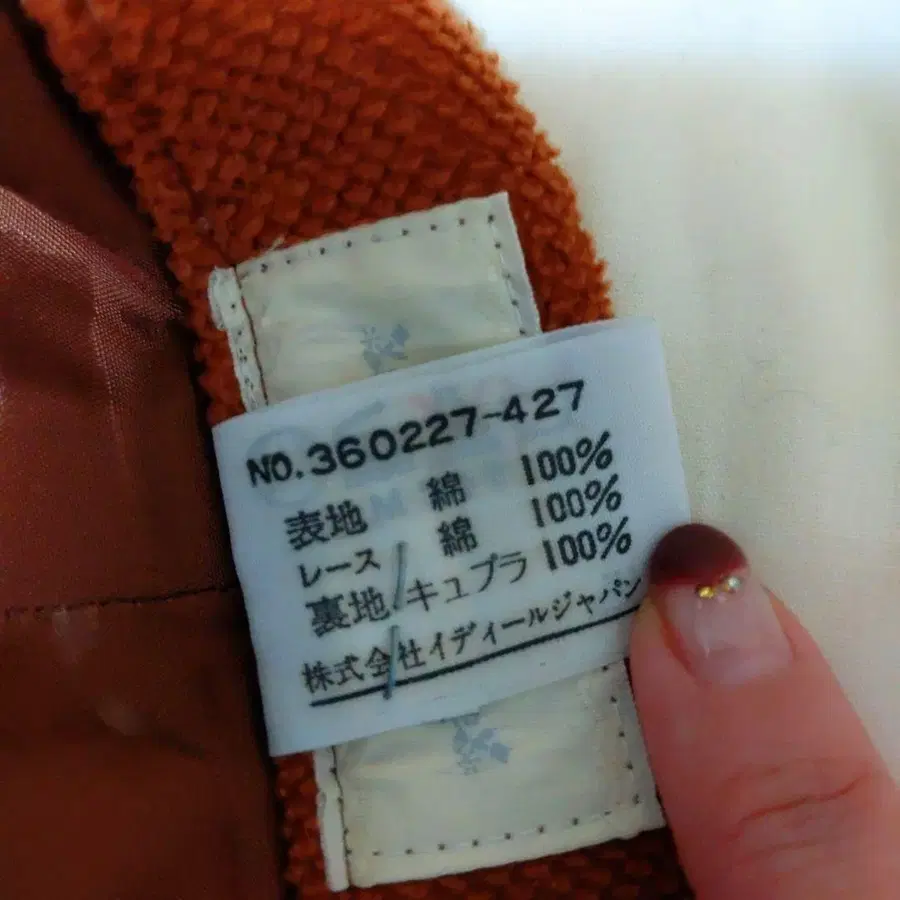 NO.360227-427
表地 綿 100%
レース 綿 100%
裏地 キュプラ 100%
株式会社イディールジャパン